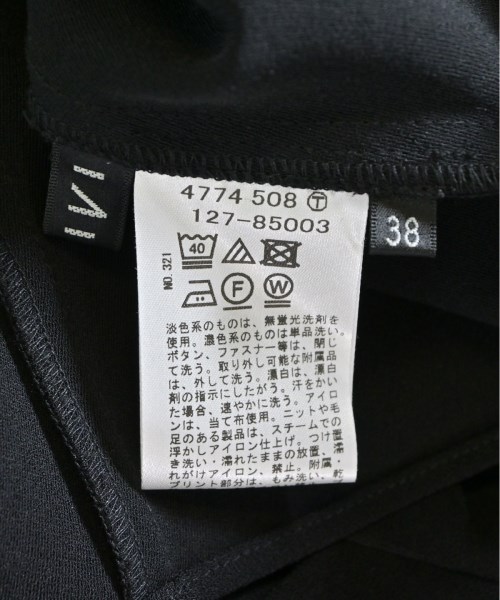 4774 508 Ⓣ
127-85003
38
NO.321
40
F W
淡色系のものは、無蛍光洗剤を
使用。濃色系のものは単品洗い。
ボタン、ファスナー等は、閉じ
て洗う。取り外し可能な附属品
は、外して洗う。漂白は、漂白
剤の指示にしたがう。汗をかい
た場合、速やかに洗う。アイロ
ンは、当て布使用。ニットや毛
足のある製品は、スチームでの
浮かしアイロン仕上げ。つけ置
き洗い・濡れたままの放置、濡
れがけアイロン、禁止。附属・
プリント部分は、もみ洗い、乾